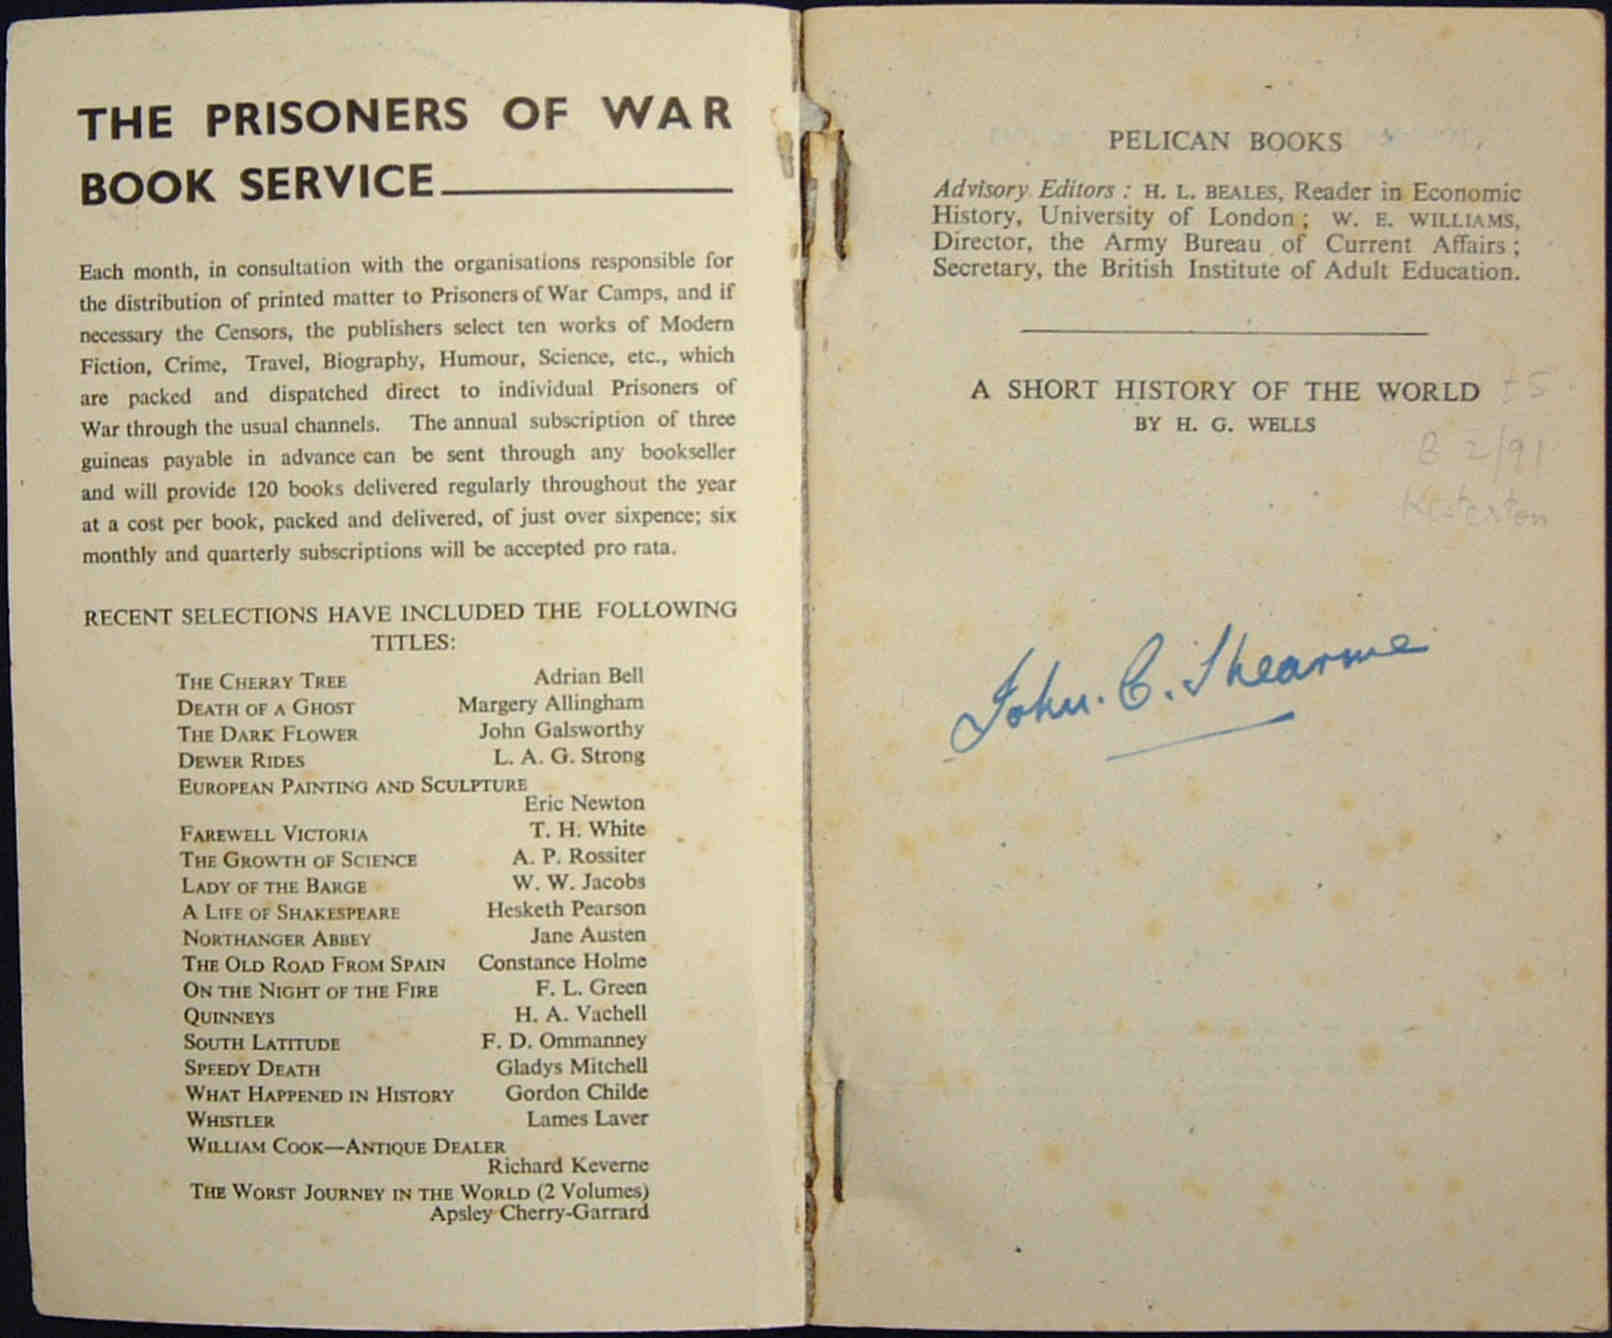 THE PRISONERS OF WAR
BOOK SERVICE
Each month, in consultation with the organisations responsible for
the distribution of printed matter to Prisoners of War Camps, and if
necessary the Censors, the publishers select ten works of Modern
Fiction, Crime, Travel, Biography, Humour, Science, etc., which
are packed and dispatched direct to individual Prisoners of
War through the usual channels. The annual subscription of three
guineas payable in advance can be sent through any bookseller
and will provide 120 books delivered regularly throughout the year
at a cost per book, packed and delivered, of just over sixpence; six
monthly and quarterly subscriptions will be accepted pro rata.
RECENT SELECTIONS HAVE INCLUDED THE FOLLOWING
TITLES:
THE CHERRY TREE Adrian Bell
DEATH OF A GHOST Margery Allingham
THE DARK FLOWER John Galsworthy
DEWER RIDES L. A. G. Strong
EUROPEAN PAINTING AND SCULPTURE
Eric Newton
FAREWELL VICTORIA T. H. White
THE GROWTH OF SCIENCE A. P. Rossiter
LADY OF THE BARGE W. W. Jacobs
A LIFE OF SHAKESPEARE Hesketh Pearson
NORTHANGER ABBEY Jane Austen
THE OLD ROAD FROM SPAIN Constance Holme
ON THE NIGHT OF THE FIRE F. L. Green
QUINNEYS H. A. Vachell
SOUTH LATITUDE F. D. Ommanney
SPEEDY DEATH Gladys Mitchell
WHAT HAPPENED IN HISTORY Gordon Childe
WHISTLER Lames Laver
WILLIAM COOK—ANTIQUE DEALER
Richard Keverne
THE WORST JOURNEY IN THE WORLD (2 Volumes)
Apsley Cherry-Garrard
PELICAN BOOKS
Advisory Editors : H. L. BEALES, Reader in Economic
History, University of London ; W. E. WILLIAMS,
Director, the Army Bureau of Current Affairs ;
Secretary, the British Institute of Adult Education.
A SHORT HISTORY OF THE WORLD
BY H. G. WELLS
B 2/91
John. C. Shearme